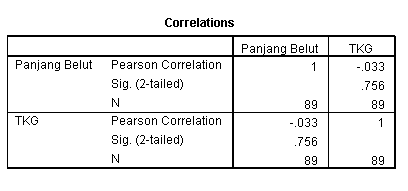 Correlations
Panjang Belut TKG
Panjang Belut Pearson Correlation 1 -.033
Sig. (2-tailed) .756
N 89 89
TKG Pearson Correlation -.033 1
Sig. (2-tailed) .756
N 89 89